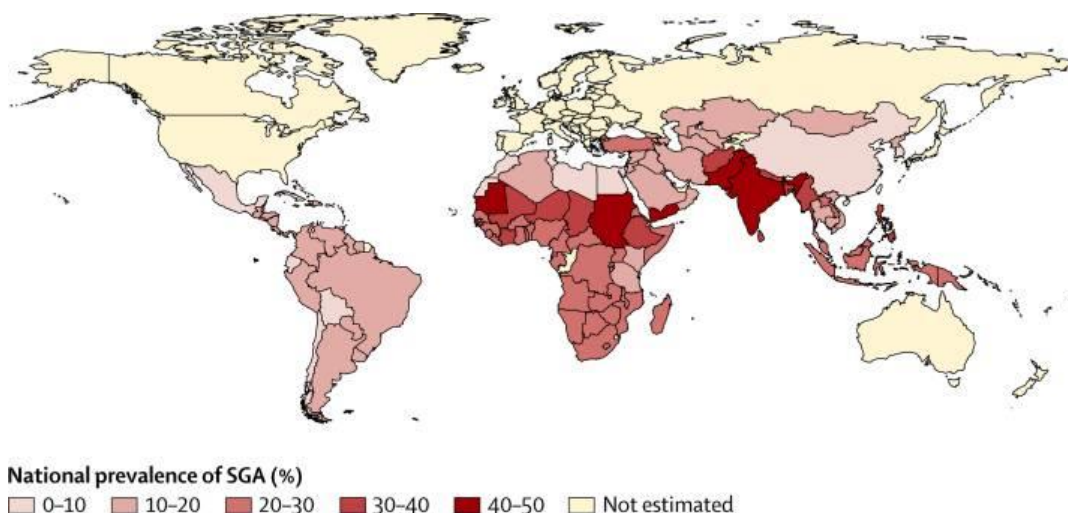 National prevalence of SGA (%)
0–10 10–20 20–30 30–40 40–50 Not estimated